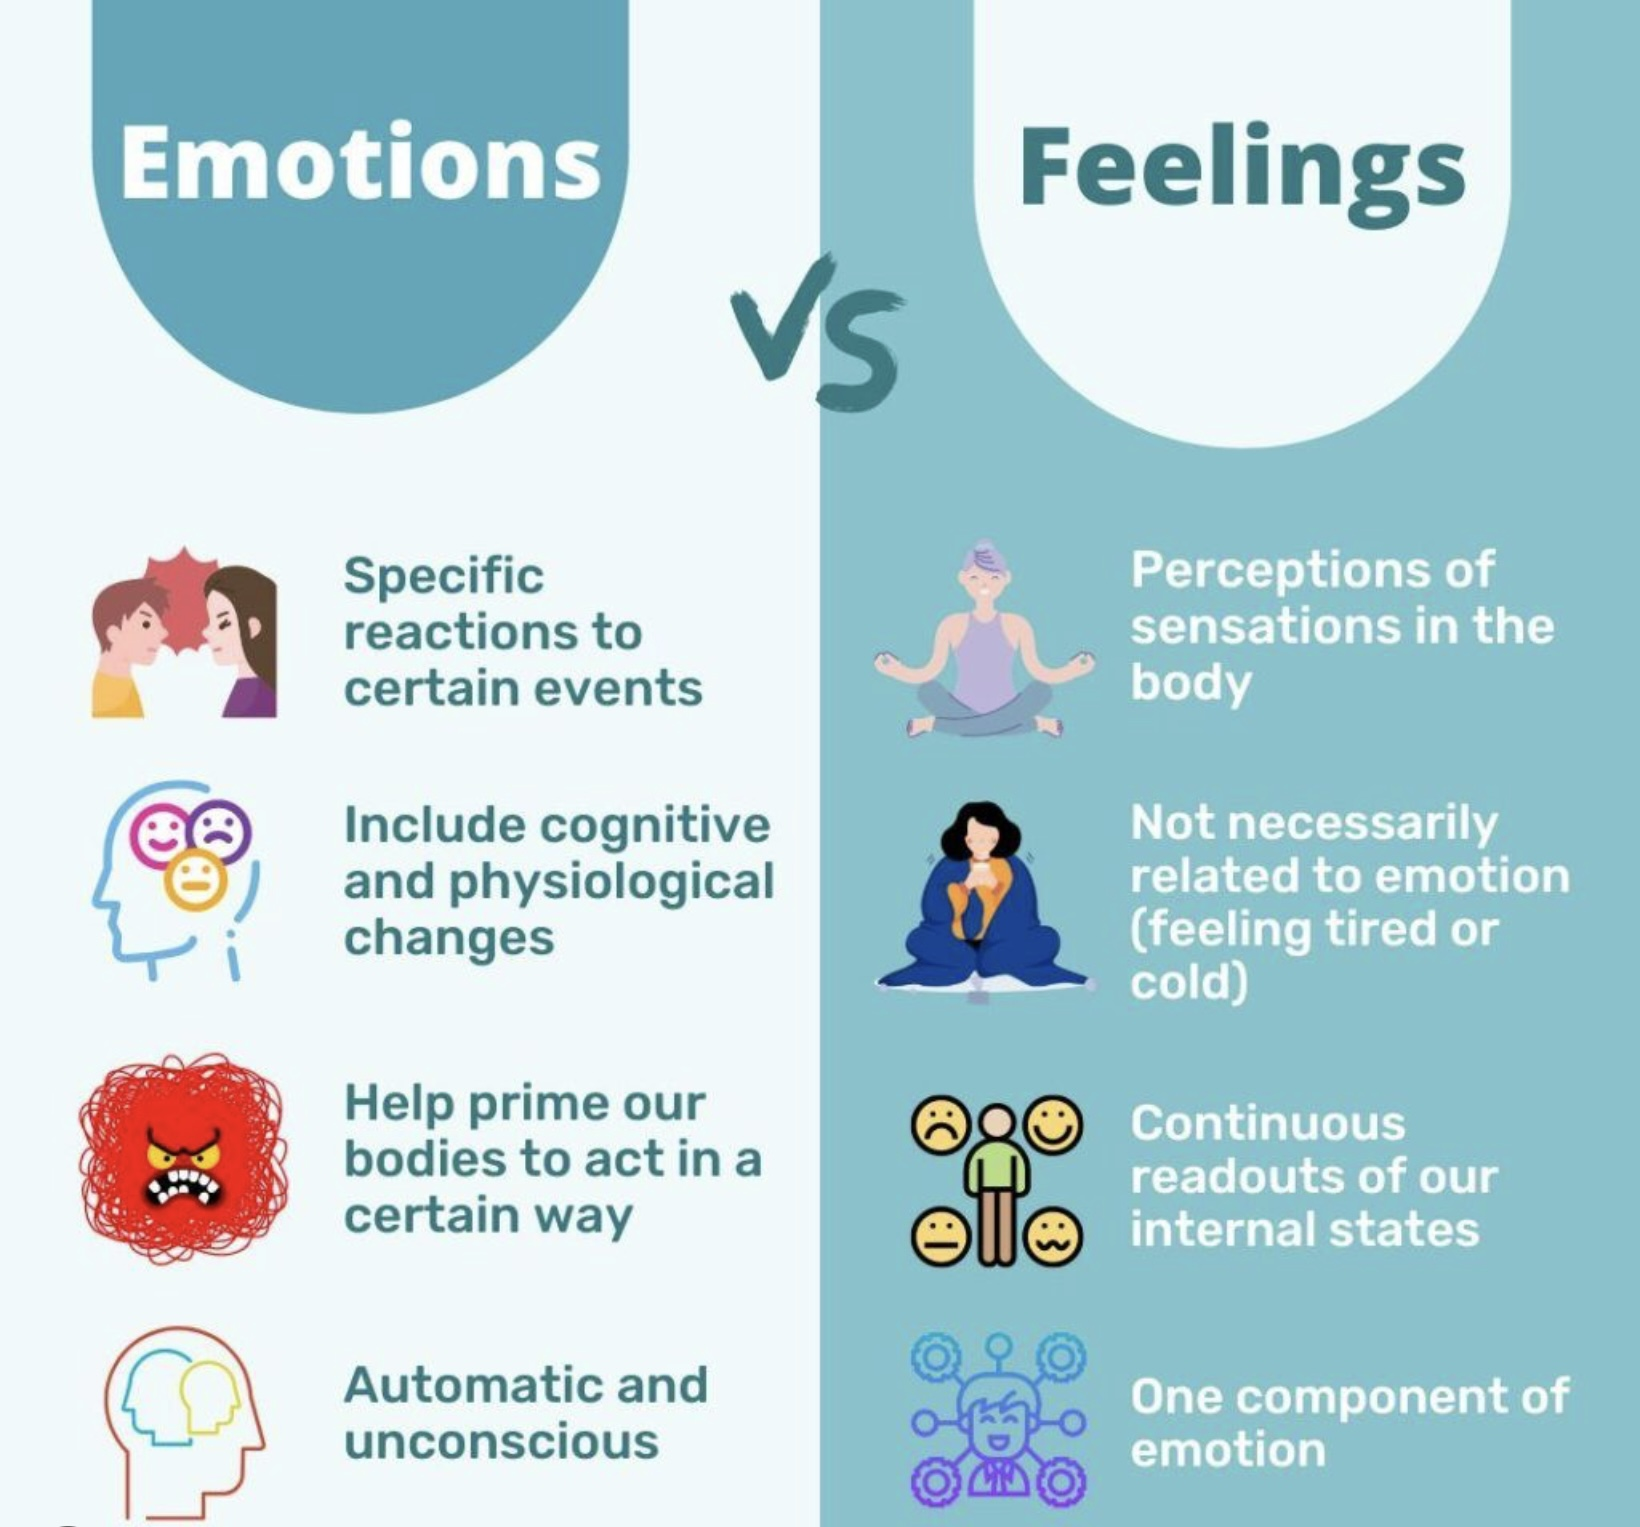 Emotions
vs
Feelings
Specific
reactions to
certain events
Include cognitive
and physiological
changes
Help prime our
bodies to act in a
certain way
Automatic and
unconscious
Perceptions of
sensations in the
body
Not necessarily
related to emotion
(feeling tired or
cold)
Continuous
readouts of our
internal states
One component of
emotion